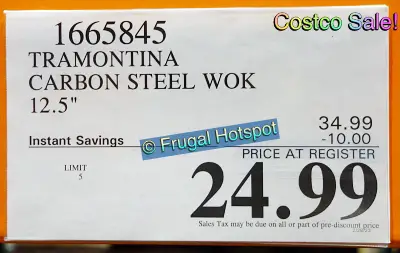 Costco Sale!
1665845
TRAMONTINA
CARBON STEEL WOK
12.5"
34.99
Instant Savings -10.00
© Frugal Hotspot
PRICE AT REGISTER
LIMIT
5
24.99
Sales Tax may be due on all or part of pre-discount price